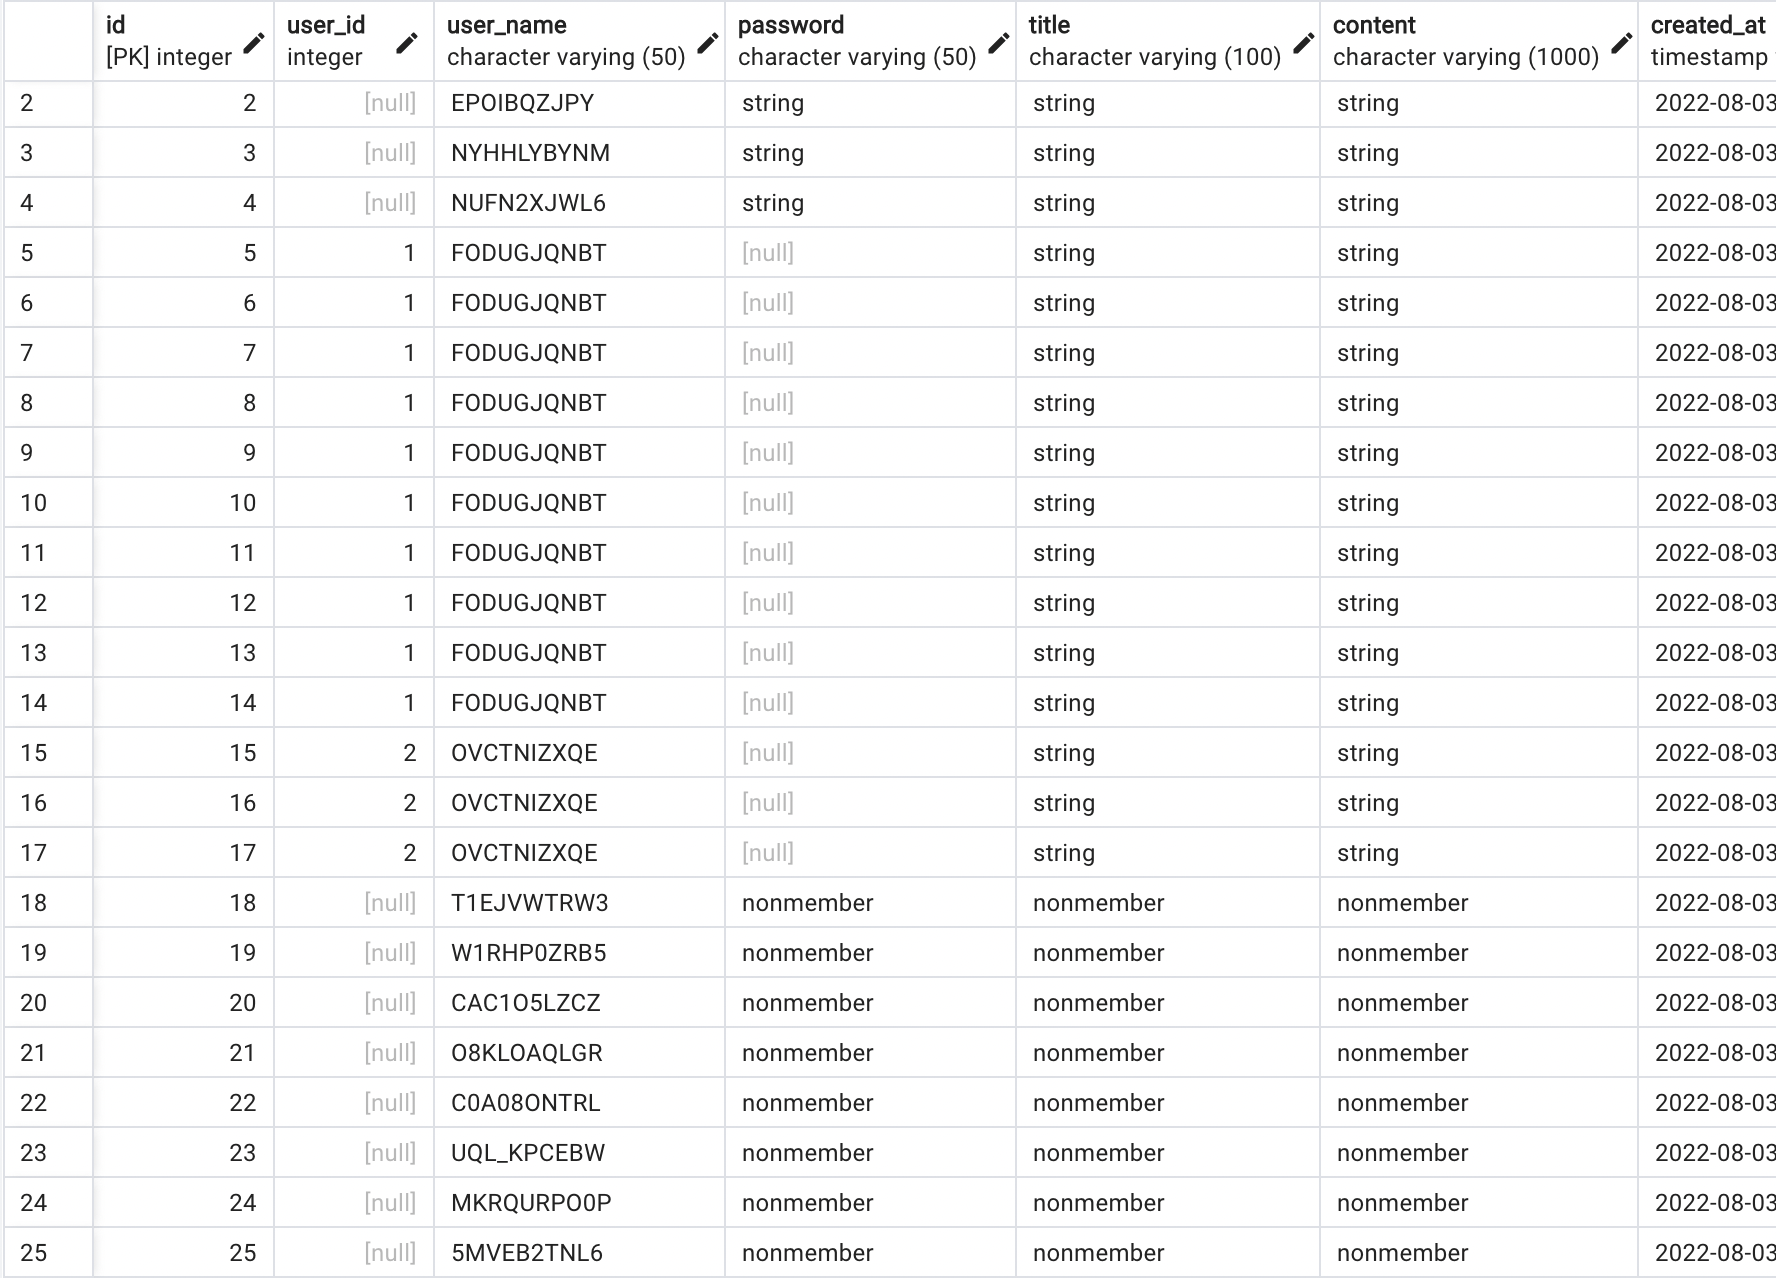 id user_id user_name password title content created_at
[PK] integer integer character varying (50) character varying (50) character varying (100) character varying (1000) timestamp
2 2 [null] EPOIBQZJPY string string string 2022-08-03
3 3 [null] NYHHLYBYNM string string string 2022-08-03
4 4 [null] NUFN2XJWL6 string string string 2022-08-03
5 5 1 FODUGJQNBT [null] string string 2022-08-03
6 6 1 FODUGJQNBT [null] string string 2022-08-03
7 7 1 FODUGJQNBT [null] string string 2022-08-03
8 8 1 FODUGJQNBT [null] string string 2022-08-03
9 9 1 FODUGJQNBT [null] string string 2022-08-03
10 10 1 FODUGJQNBT [null] string string 2022-08-03
11 11 1 FODUGJQNBT [null] string string 2022-08-03
12 12 1 FODUGJQNBT [null] string string 2022-08-03
13 13 1 FODUGJQNBT [null] string string 2022-08-03
14 14 1 FODUGJQNBT [null] string string 2022-08-03
15 15 2 OVCTNIZXQE [null] string string 2022-08-03
16 16 2 OVCTNIZXQE [null] string string 2022-08-03
17 17 2 OVCTNIZXQE [null] string string 2022-08-03
18 18 [null] T1EJVWTRW3 nonmember nonmember nonmember 2022-08-03
19 19 [null] W1RHP0ZRB5 nonmember nonmember nonmember 2022-08-03
20 20 [null] CAC1O5LZCZ nonmember nonmember nonmember 2022-08-03
21 21 [null] O8KLOAQLGR nonmember nonmember nonmember 2022-08-03
22 22 [null] C0A08ONTRL nonmember nonmember nonmember 2022-08-03
23 23 [null] UQL_KPCEBW nonmember nonmember nonmember 2022-08-03
24 24 [null] MKRQURPO0P nonmember nonmember nonmember 2022-08-03
25 25 [null] 5MVEB2TNL6 nonmember nonmember nonmember 2022-08-03